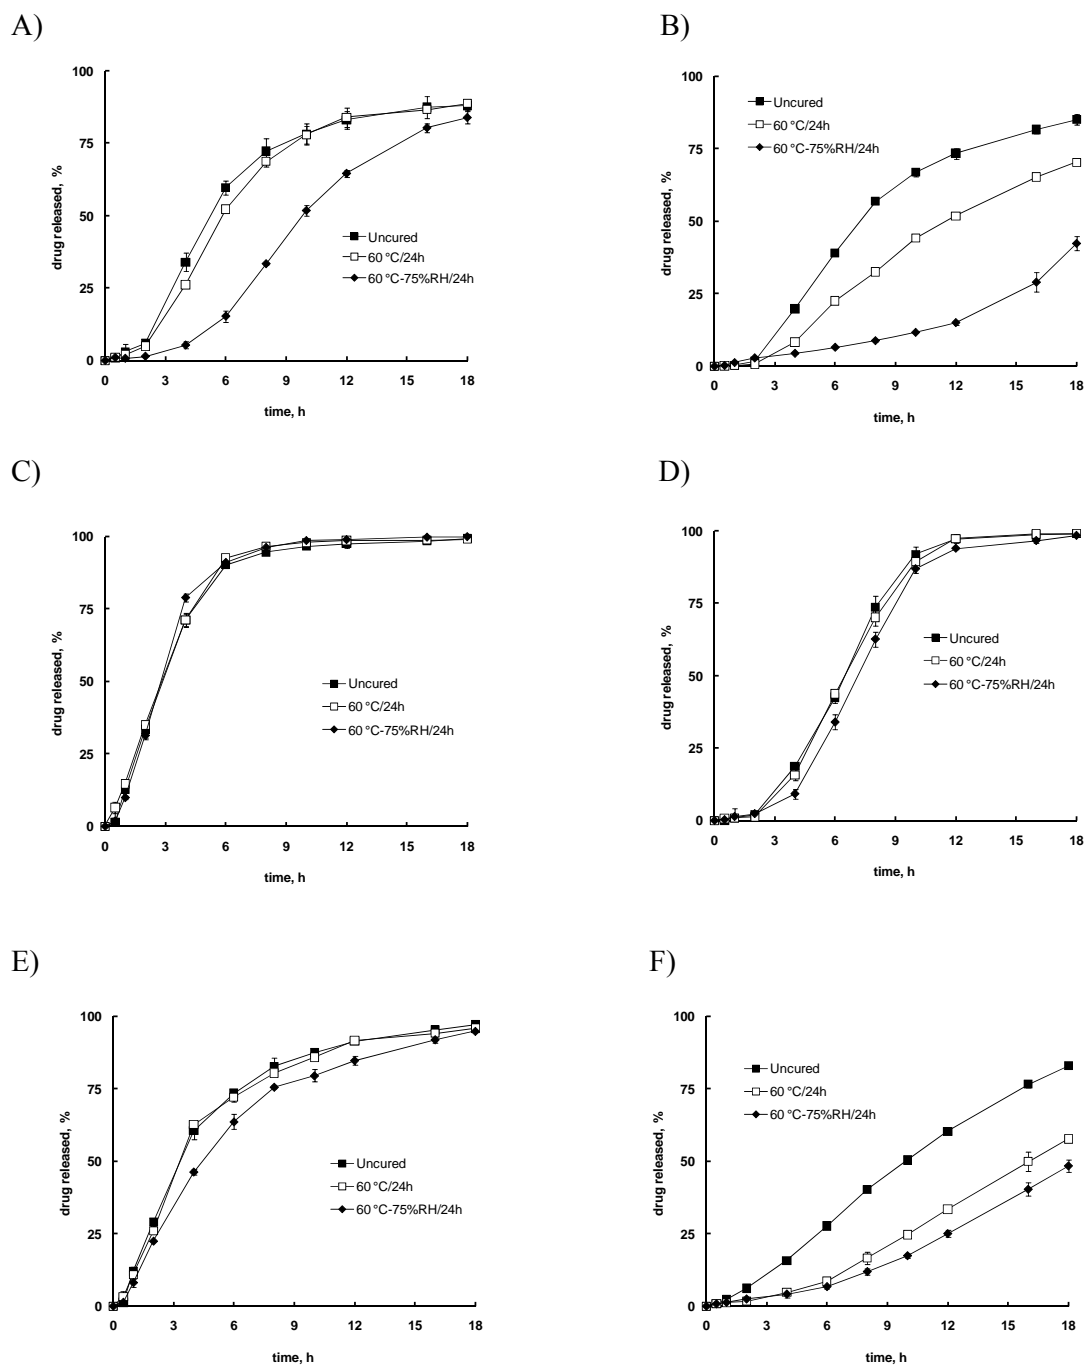 A)
100
75
50
25
0
drug released, %
0 3 6 9 12 15 18
time, h
Uncured
60 °C/24h
60 °C-75%RH/24h
B)
100
75
50
25
0
drug released, %
0 3 6 9 12 15 18
time, h
Uncured
60 °C/24h
60 °C-75%RH/24h
C)
100
75
50
25
0
drug released, %
0 3 6 9 12 15 18
time, h
Uncured
60 °C/24h
60 °C-75%RH/24h
D)
100
75
50
25
0
drug released, %
0 3 6 9 12 15 18
time, h
Uncured
60 °C/24h
60 °C-75%RH/24h
E)
100
75
50
25
0
drug released, %
0 3 6 9 12 15 18
time, h
Uncured
60 °C/24h
60 °C-75%RH/24h
F)
100
75
50
25
0
drug released, %
0 3 6 9 12 15 18
time, h
Uncured
60 °C/24h
60 °C-75%RH/24h